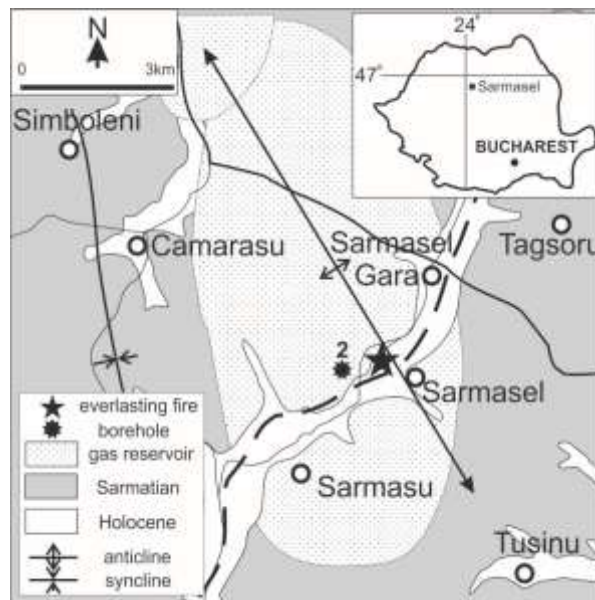 N
0 3km
24°
47°
Sarmasel
BUCHAREST
Simboleni
Camarasu
Sarmasel
Gara
Tagsoru
2
Sarmasel
Sarmasu
Tusinu
everlasting fire
borehole
gas reservoir
Sarmatian
Holocene
anticline
syncline